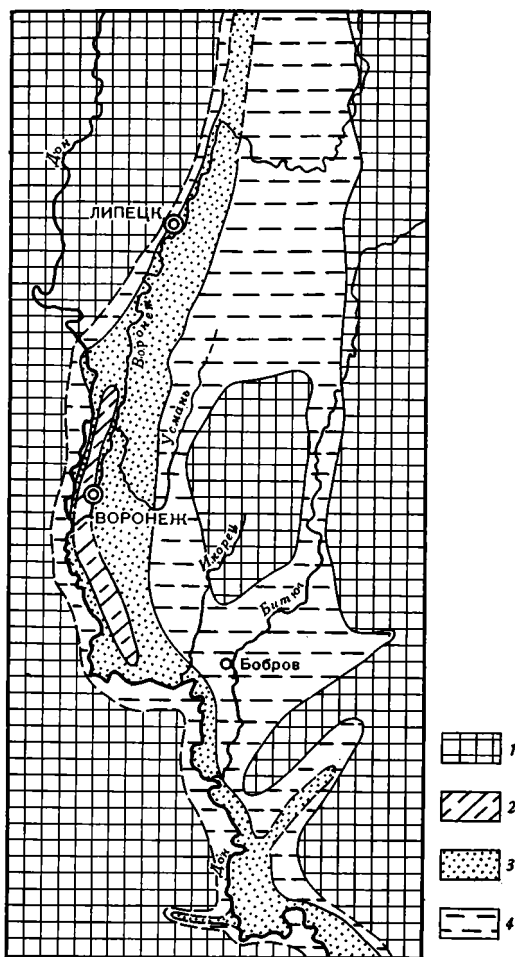 Дон
ЛИПЕЦК
Воронеж
Усмань
ВОРОНЕЖ
Икорец
Битюг
Бобров
Дон
1
2
3
4